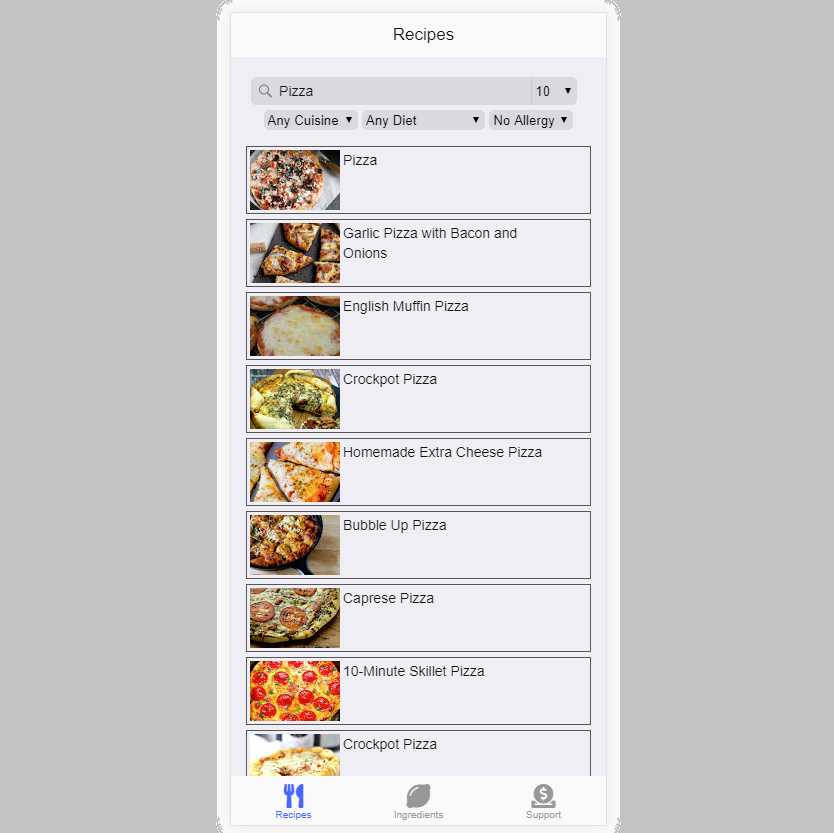 Recipes
Pizza 10
Any Cuisine Any Diet No Allergy
Pizza
Garlic Pizza with Bacon and
Onions
English Muffin Pizza
Crockpot Pizza
Homemade Extra Cheese Pizza
Bubble Up Pizza
Caprese Pizza
10-Minute Skillet Pizza
Crockpot Pizza
Recipes Ingredients Support